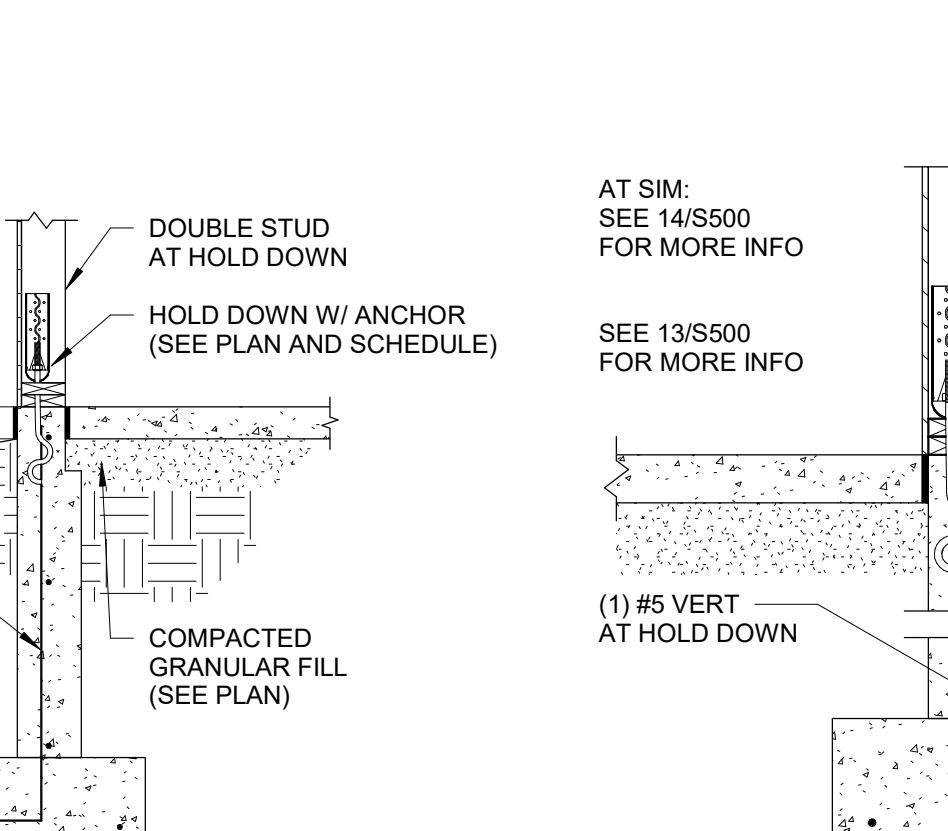 DOUBLE STUD
AT HOLD DOWN
HOLD DOWN W/ ANCHOR
(SEE PLAN AND SCHEDULE)
COMPACTED
GRANULAR FILL
(SEE PLAN)
AT SIM:
SEE 14/S500
FOR MORE INFO
SEE 13/S500
FOR MORE INFO
(1) #5 VERT
AT HOLD DOWN